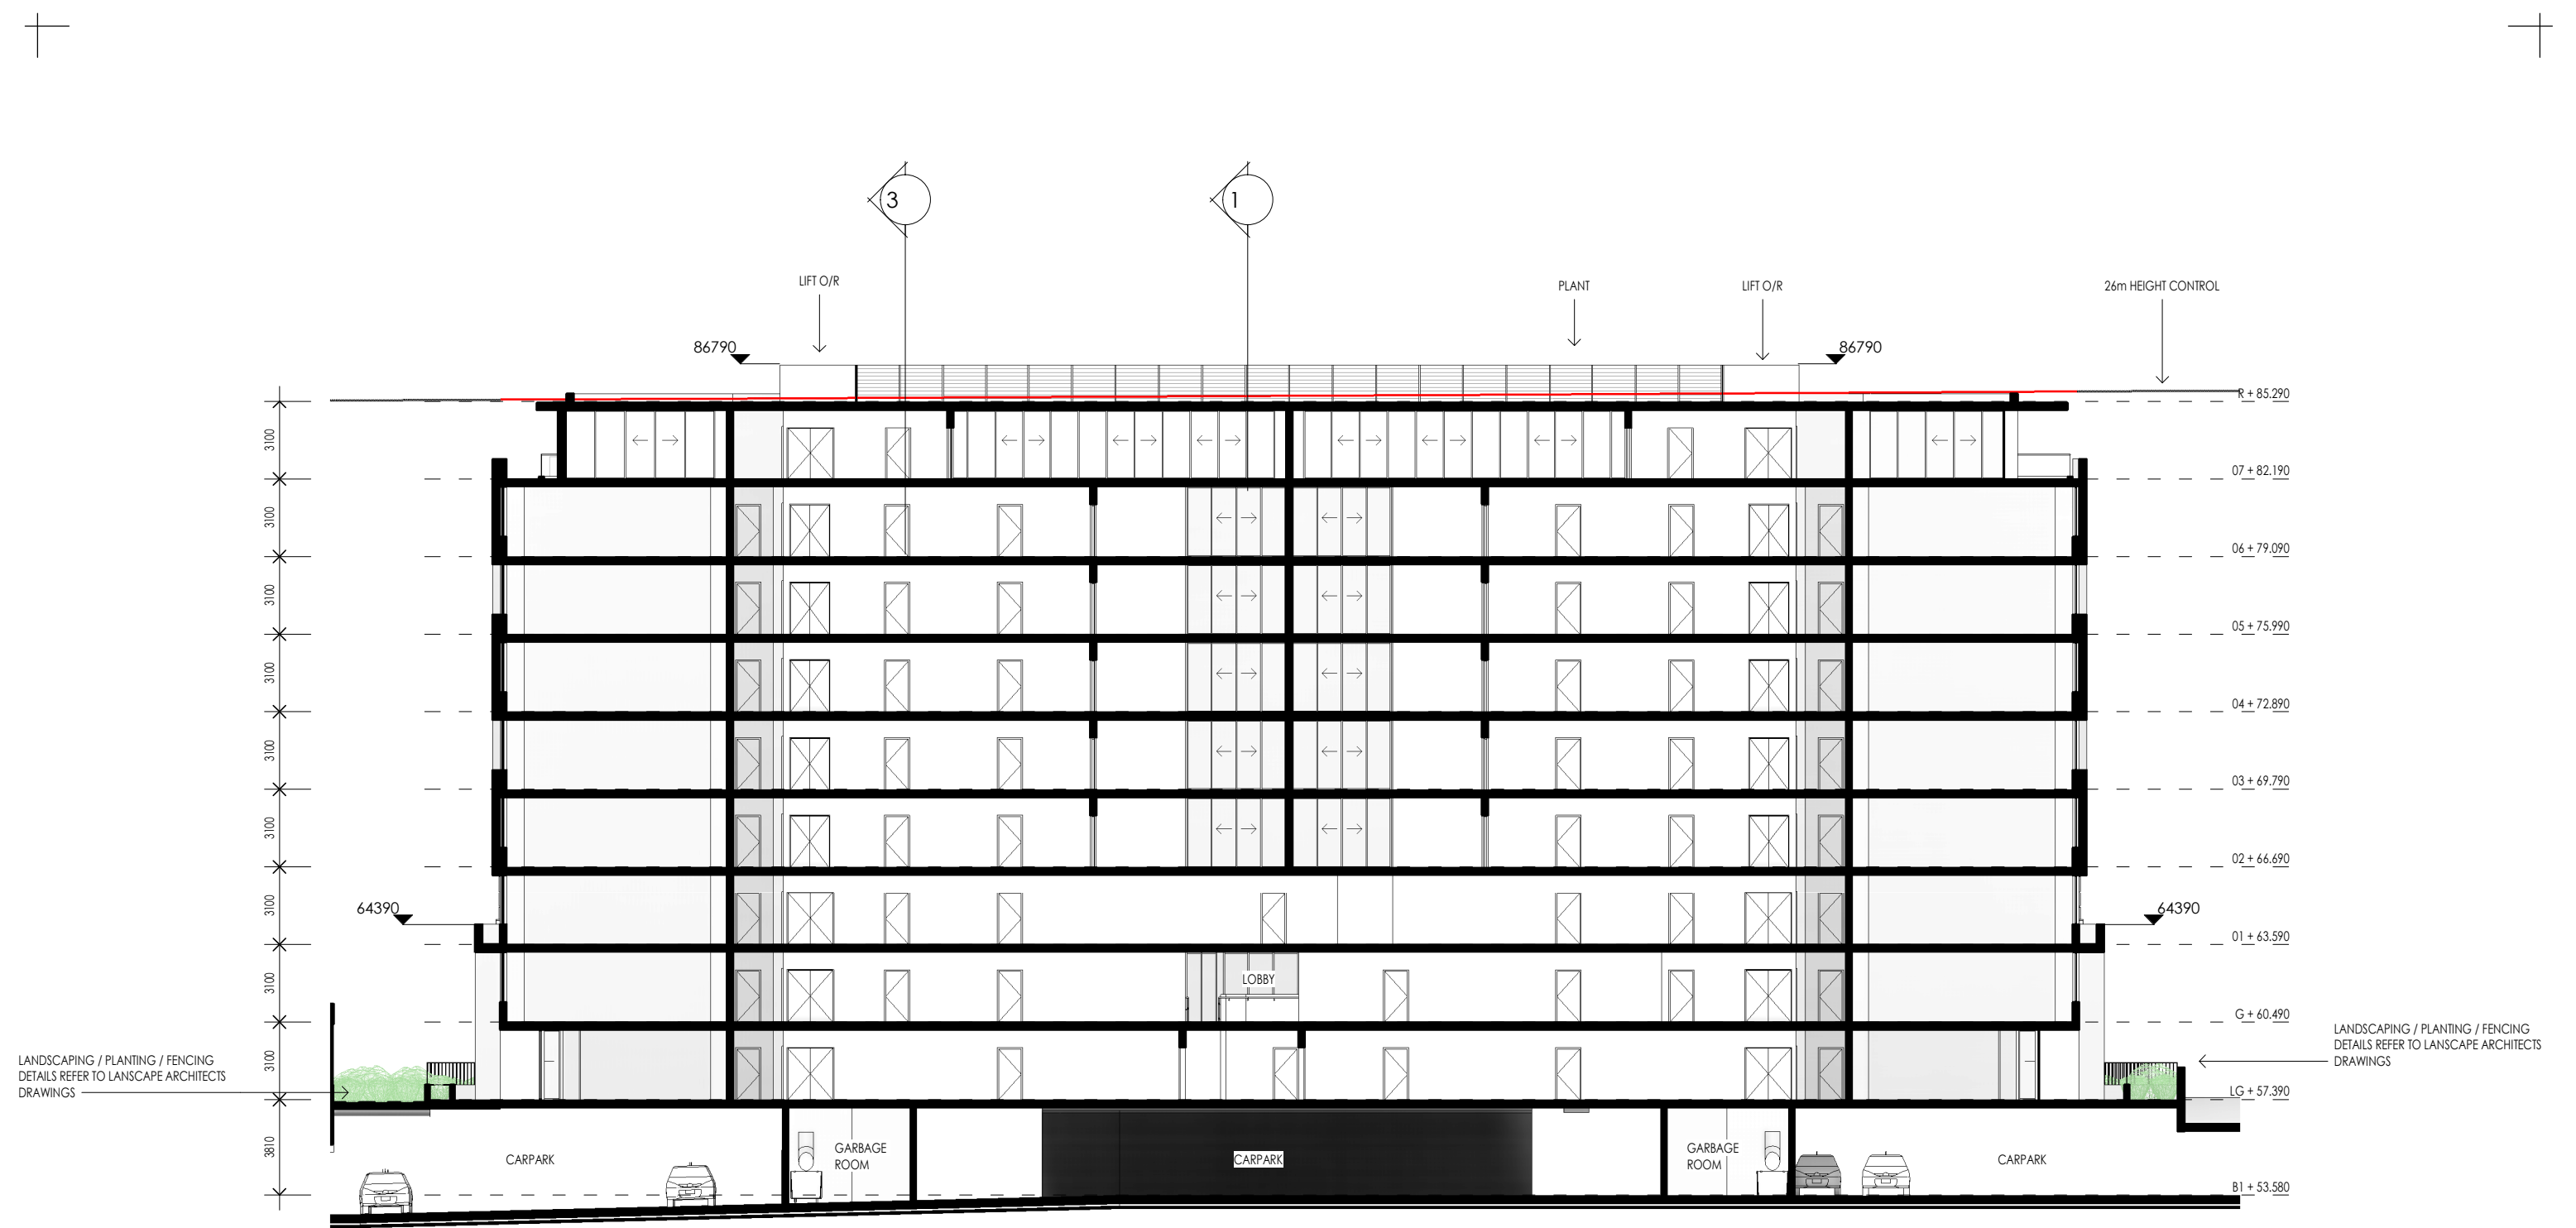 3
1
LIFT O/R
PLANT
LIFT O/R
26m HEIGHT CONTROL
86790
86790
R + 85.290
3100
07 + 82.190
3100
06 + 79.090
3100
05 + 75.990
3100
04 + 72.890
3100
03 + 69.790
3100
02 + 66.690
3100
64390
64390
01 + 63.590
3100
LOBBY
G + 60.490
3100
LANDSCAPING / PLANTING / FENCING
DETAILS REFER TO LANSCAPE ARCHITECTS
DRAWINGS
LANDSCAPING / PLANTING / FENCING
DETAILS REFER TO LANSCAPE ARCHITECTS
DRAWINGS
LG + 57.390
3810
CARPARK
GARBAGE
ROOM
CARPARK
GARBAGE
ROOM
CARPARK
B1 + 53.580